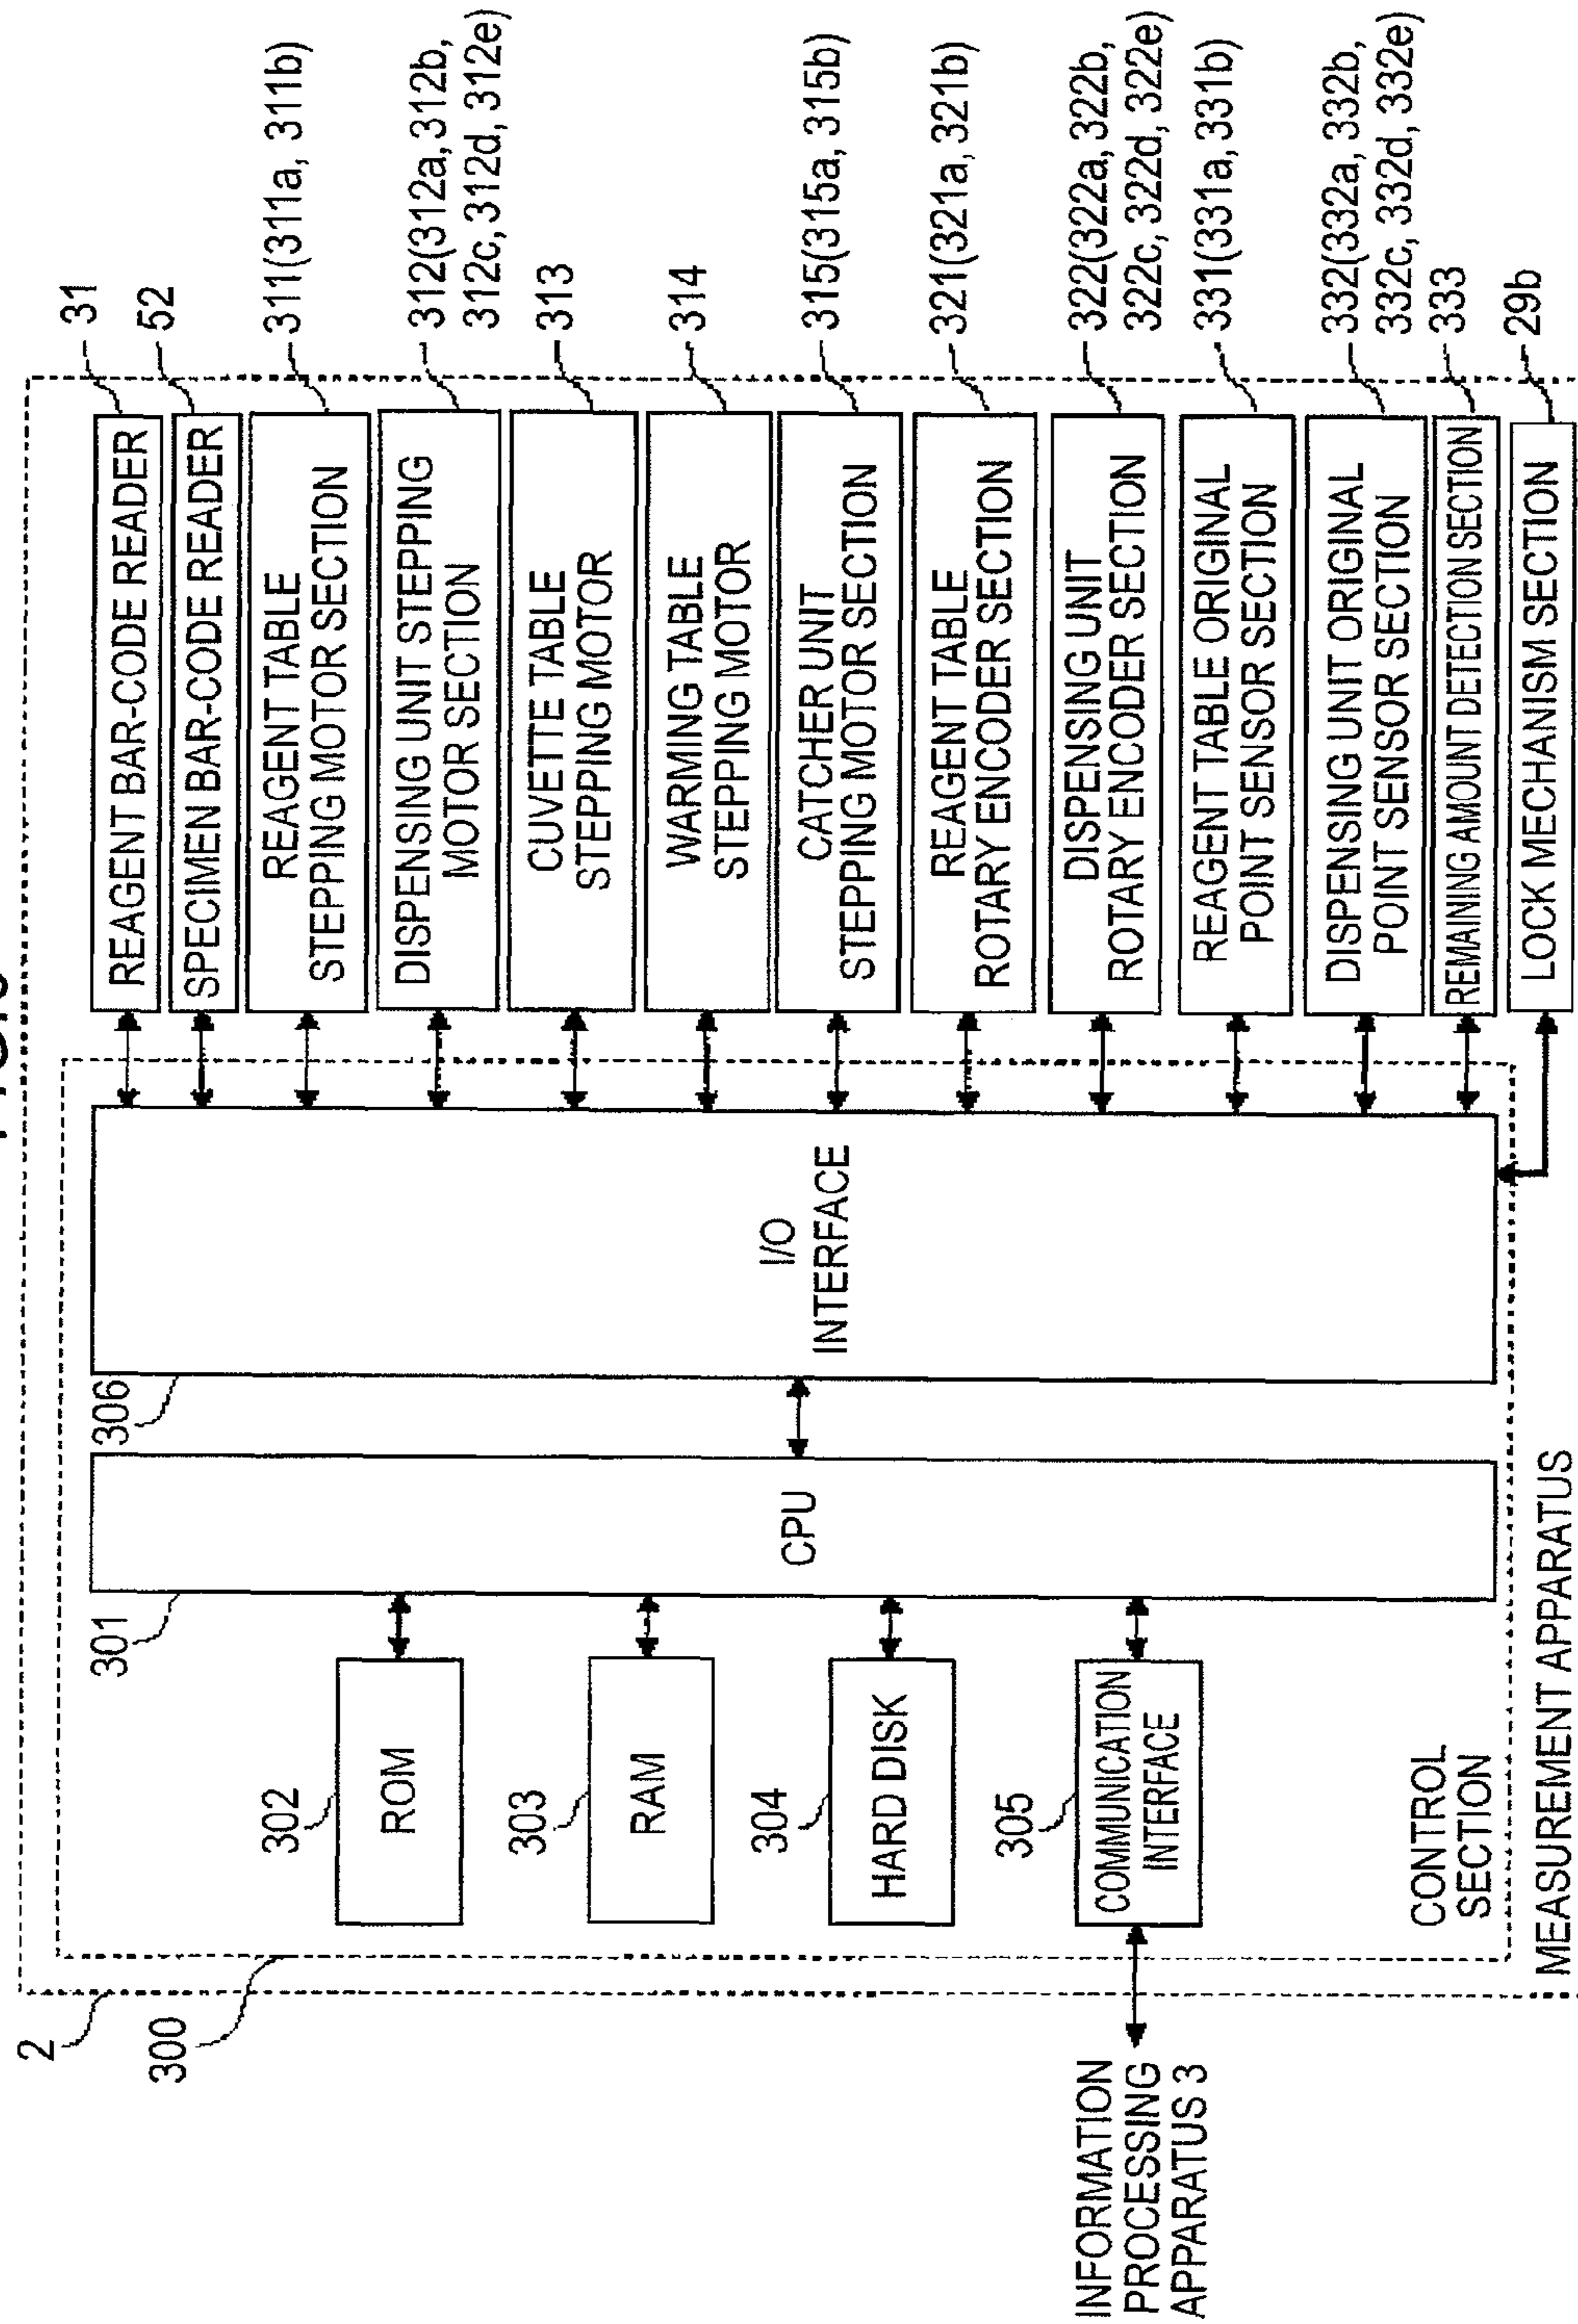 2
300
301
306
302
ROM
303
RAM
304
HARD DISK
305
COMMUNICATION
INTERFACE
CPU
I/O
INTERFACE
CONTROL
SECTION
MEASUREMENT APPARATUS
INFORMATION
PROCESSING
APPARATUS 3
REAGENT BAR-CODE READER
31
SPECIMEN BAR-CODE READER
52
REAGENT TABLE
STEPPING MOTOR SECTION
311(311a, 311b)
DISPENSING UNIT STEPPING
MOTOR SECTION
312(312a, 312b,
312c, 312d, 312e)
CUVETTE TABLE
STEPPING MOTOR
313
WARMING TABLE
STEPPING MOTOR
314
CATCHER UNIT
STEPPING MOTOR SECTION
315(315a, 315b)
REAGENT TABLE
ROTARY ENCODER SECTION
321(321a, 321b)
DISPENSING UNIT
ROTARY ENCODER SECTION
322(322a, 322b,
322c, 322d, 322e)
REAGENT TABLE ORIGINAL
POINT SENSOR SECTION
331(331a, 331b)
DISPENSING UNIT ORIGINAL
POINT SENSOR SECTION
332(332a, 332b,
332c, 332d, 332e)
REMAINING AMOUNT DETECTION SECTION
333
LOCK MECHANISM SECTION
29b